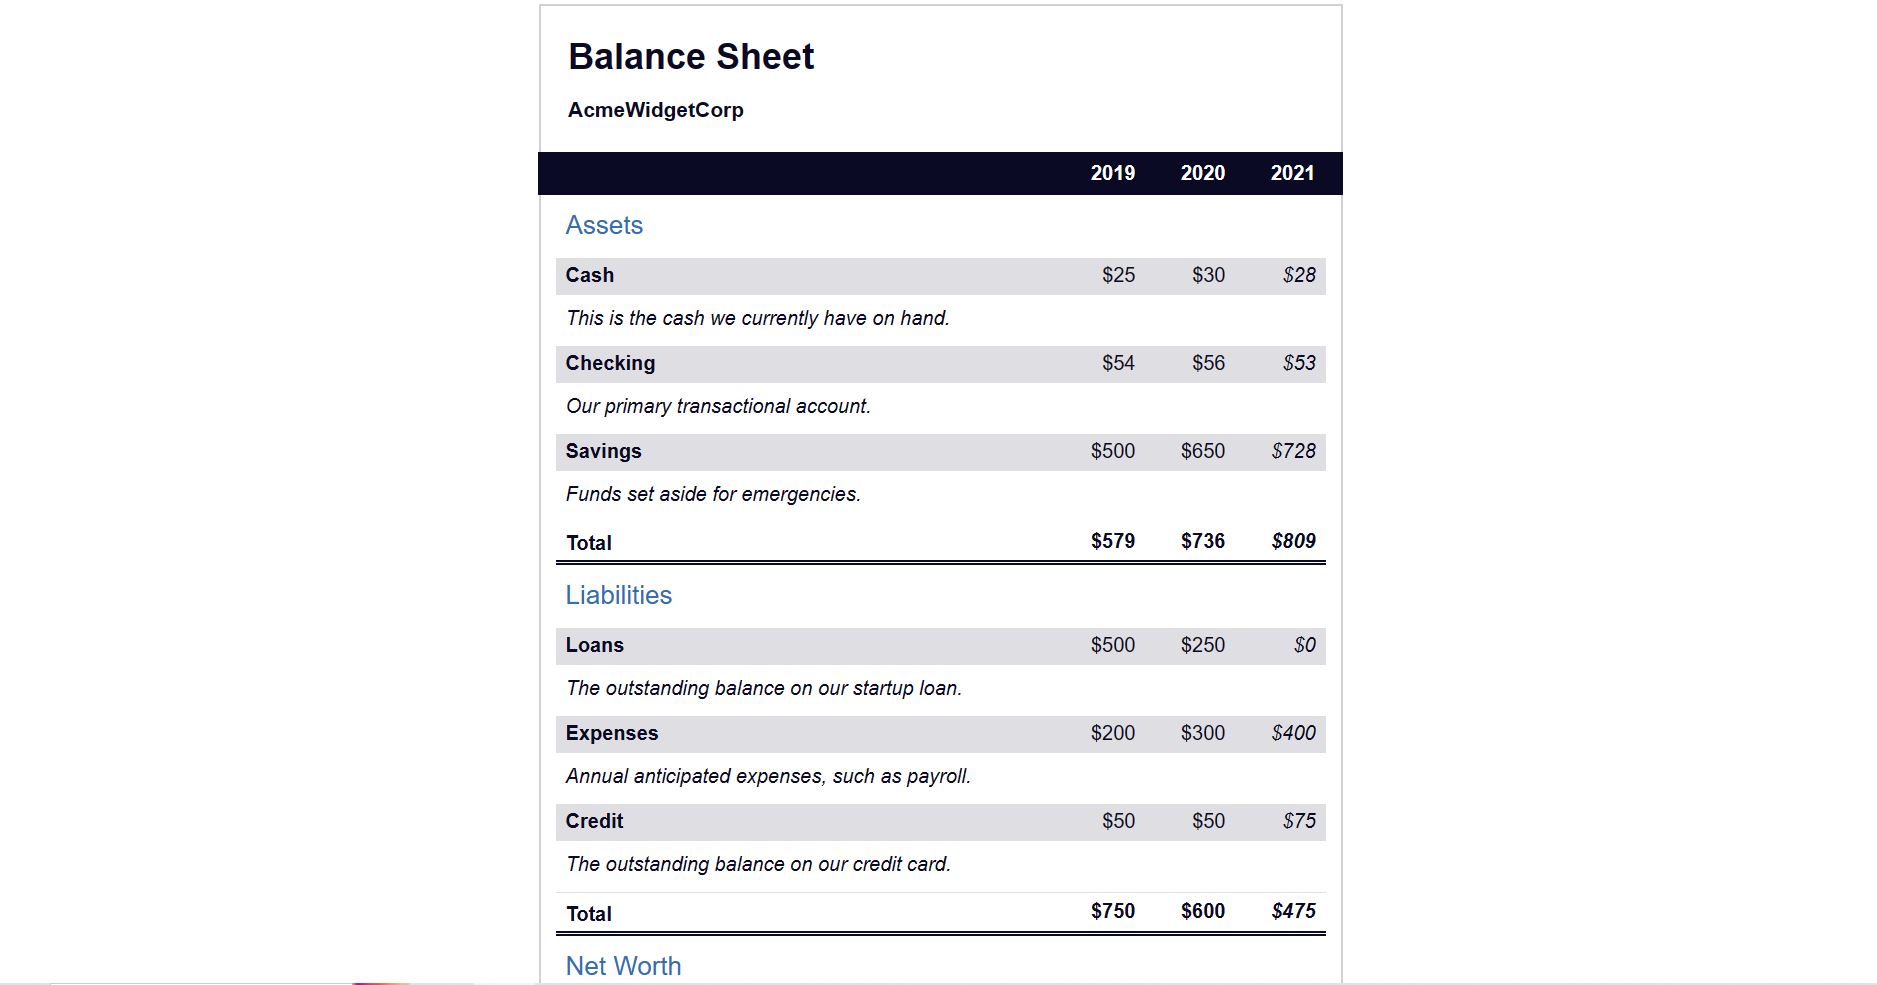 Balance Sheet
AcmeWidgetCorp
2019 2020 2021
Assets
Cash $25 $30 $28
This is the cash we currently have on hand.
Checking $54 $56 $53
Our primary transactional account.
Savings $500 $650 $728
Funds set aside for emergencies.
Total $579 $736 $809
Liabilities
Loans $500 $250 $0
The outstanding balance on our startup loan.
Expenses $200 $300 $400
Annual anticipated expenses, such as payroll.
Credit $50 $50 $75
The outstanding balance on our credit card.
Total $750 $600 $475
Net Worth